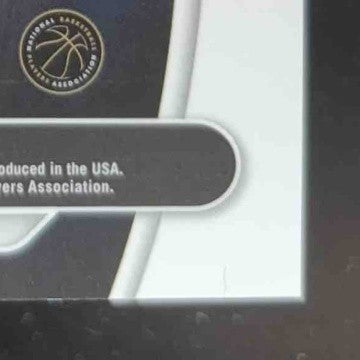 NATIONAL BASKETBALL
PLAYERS ASSOCIATION
oduced in the USA.
yers Association.